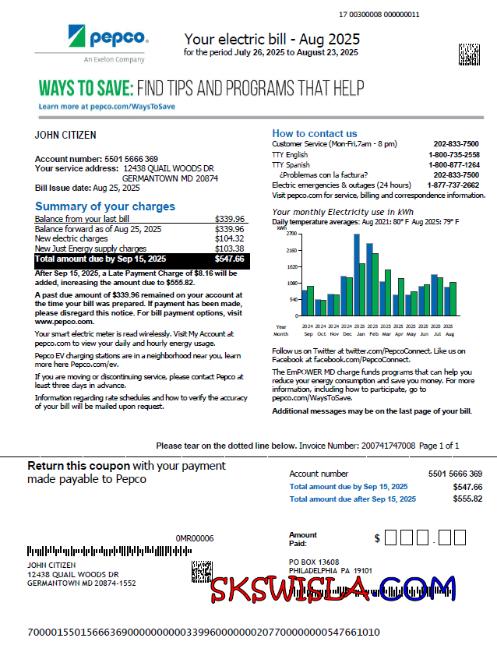 17 00300008 000000011
pepco.
An Exelon Company
Your electric bill - Aug 2025
for the period July 26, 2025 to August 23, 2025
WAYS TO SAVE: FIND TIPS AND PROGRAMS THAT HELP
Learn more at pepco.com/WaysToSave
JOHN CITIZEN
Account number: 5501 5666 369
Your service address: 12438 QUAIL WOODS DR
GERMANTOWN MD 20874
Bill Issue date: Aug 25, 2025
Summary of your charges
Balance from your last bill $339.96
Balance forward as of Aug 25, 2025 $339.96
New electric charges $104.32
New Just Energy supply charges $103.38
Total amount due by Sep 15, 2025 $547.66
After Sep 15, 2025, a Late Payment Charge of $8.16 will be
added, increasing the amount due to $555.82.
A past due amount of $339.96 remained on your account at
the time your bill was prepared. If payment has been made,
please disregard this notice. For bill payment options, visit
www.pepco.com.
Your smart electric meter is read wirelessly. Visit My Account at
pepco.com to view your daily and hourly energy usage.
Pepco EV charging stations are in a neighborhood near you, learn
more here Pepco.com/ev.
If you are moving or discontinuing service, please contact Pepco at
least three days in advance.
Information regarding rate schedules and how to verify the accuracy
of your bill will be mailed upon request.
How to contact us
Customer Service (Mon-Fri,7am - 8 pm) 202-833-7500
TTY English 1-800-735-2558
TTY Spanish 1-800-877-1264
¿Problemas con la factura? 202-833-7500
Electric emergencies & outages (24 hours) 1-877-737-2662
Visit pepco.com for service, billing and correspondence information.
Your monthly Electricity use in kWh
Daily temperature averages: Aug 2021: 80° F Aug 2025: 79° F
kWh
2700
2160
1620
1080
540
0
Year 2024 2024 2024 2024 2025 2025 2025 2025 2025 2025 2025 2025
Month Sep Oct Nov Dec Jan Feb Mar Apr May Jun Jul Aug
Follow us on Twitter at twitter.com/PepcoConnect. Like us on
Facebook at facebook.com/PepcoConnect.
The EmPOWER MD charge funds programs that can help you
reduce your energy consumption and save you money. For more
information, including how to participate, go to
pepco.com/WaysToSave.
Additional messages may be on the last page of your bill.
Please tear on the dotted line below. Invoice Number: 200741747008 Page 1 of 1
Return this coupon with your payment
made payable to Pepco
Account number 5501 5666 369
Total amount due by Sep 15, 2025 $547.66
Total amount due after Sep 15, 2025 $555.82
0MR00006
Amount
Paid: $ .
JOHN CITIZEN
12438 QUAIL WOODS DR
GERMANTOWN MD 20874-1552
PO BOX 13608
PHILADELPHIA PA 19101
SKSWISLA.COM